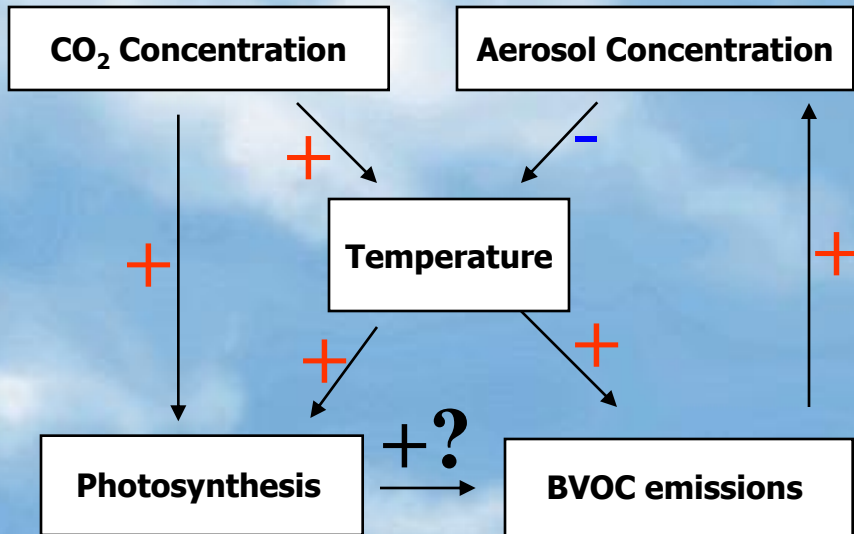 CO₂ Concentration
Aerosol Concentration
+
-
Temperature
+
+
+
+
+?
Photosynthesis
BVOC emissions